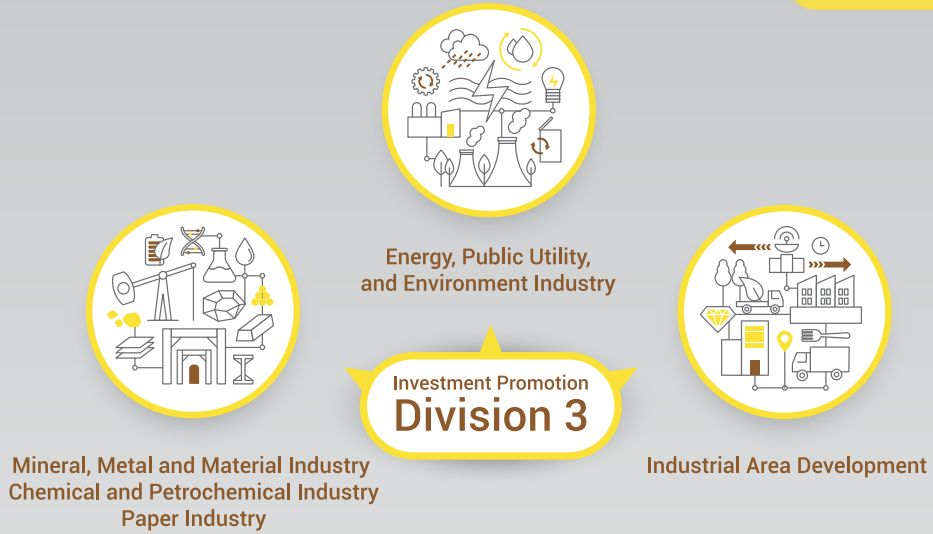 Energy, Public Utility,
and Environment Industry
Investment Promotion
Division 3
Mineral, Metal and Material Industry
Chemical and Petrochemical Industry
Paper Industry
Industrial Area Development